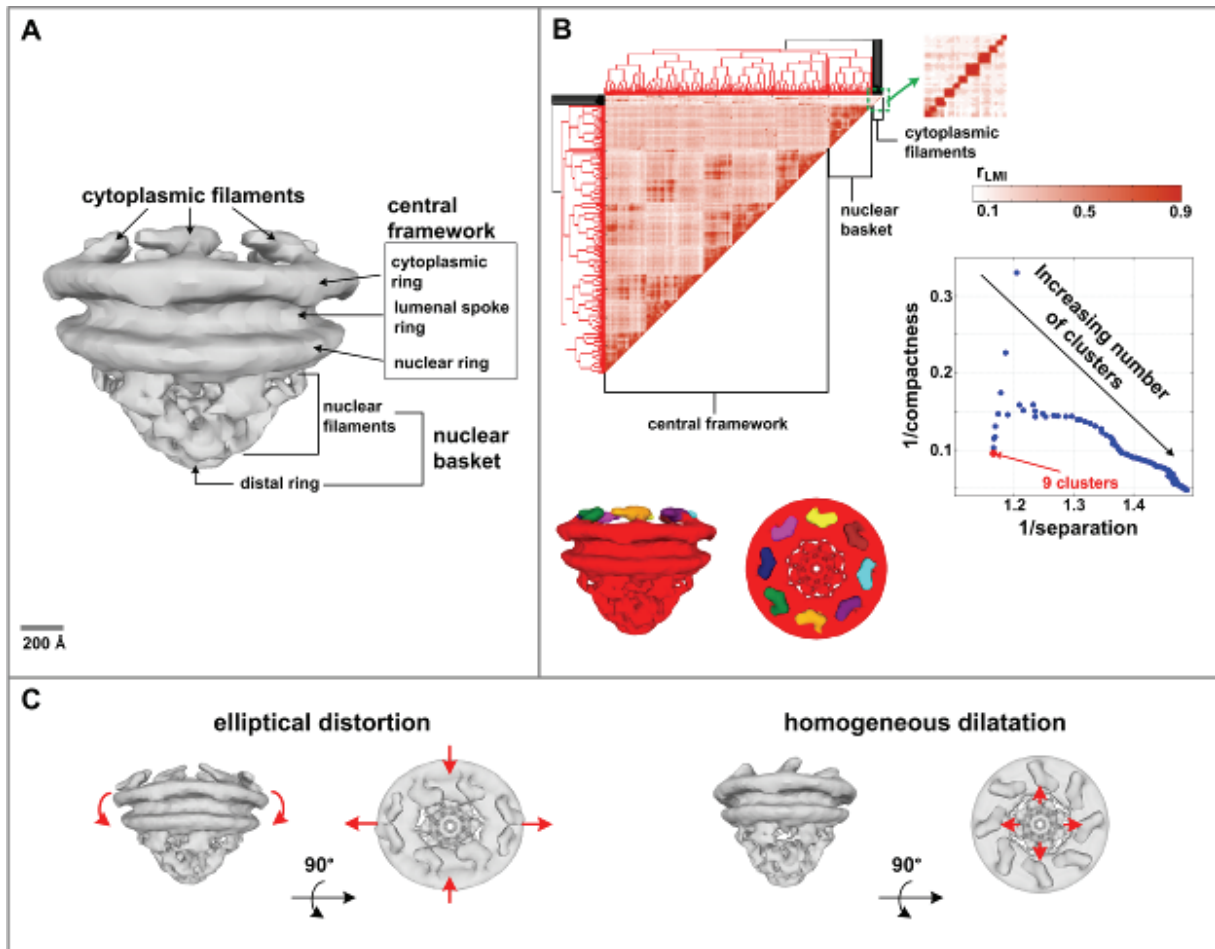 A
cytoplasmic filaments
central
framework
cytoplasmic
ring
lumenal spoke
ring
nuclear ring
nuclear
filaments
nuclear
basket
distal ring
200 Å
B
cytoplasmic
filaments
nuclear
basket
central framework
rLMI
0.1 0.5 0.9
Increasing number
of clusters
1/compactness
0.3
0.2
0.1
9 clusters
1.2 1.3 1.4
1/separation
C
elliptical distortion
90°
homogeneous dilatation
90°